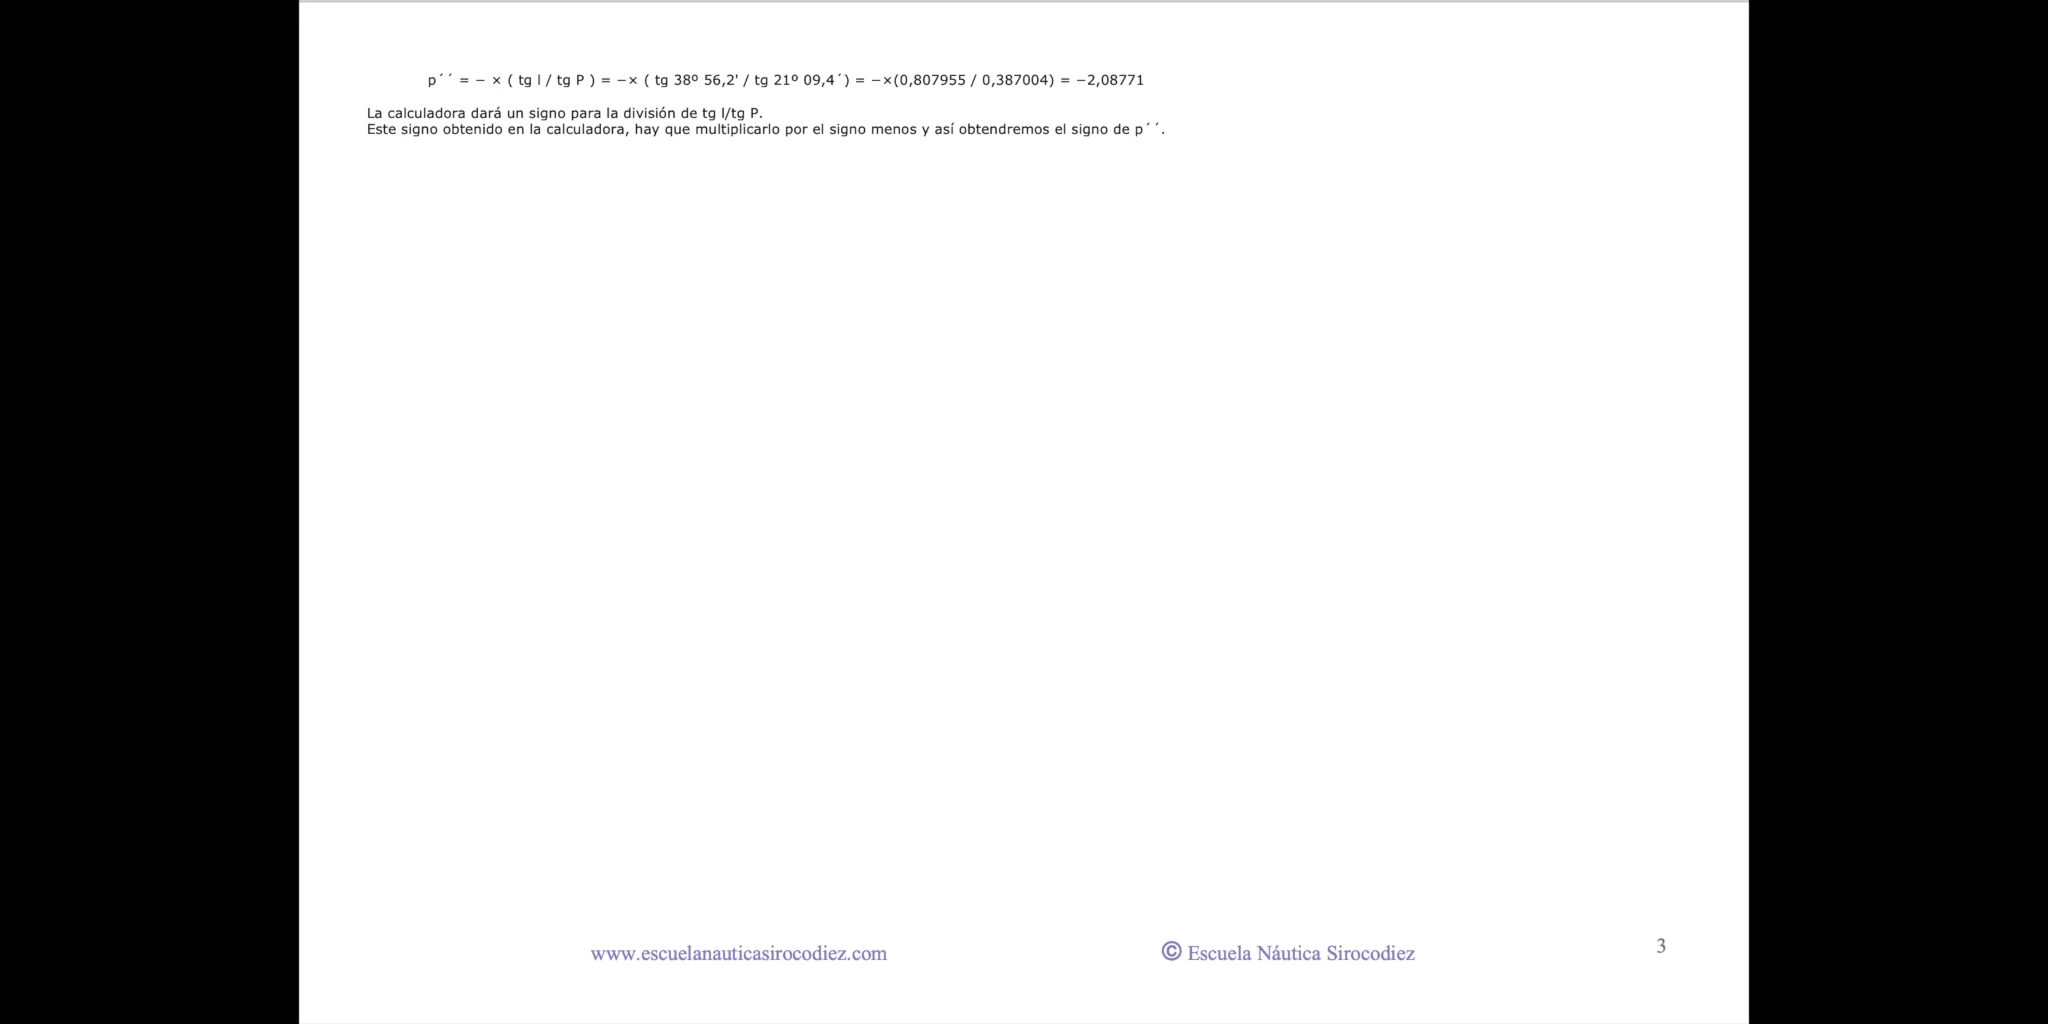 p´´ = − × ( tg l / tg P ) = −× ( tg 38º 56,2' / tg 21º 09,4´) = −×(0,807955 / 0,387004) = −2,08771
La calculadora dará un signo para la división de tg l/tg P.
Este signo obtenido en la calculadora, hay que multiplicarlo por el signo menos y así obtendremos el signo de p´´.
www.escuelanauticasirocodiez.com © Escuela Náutica Sirocodiez 3